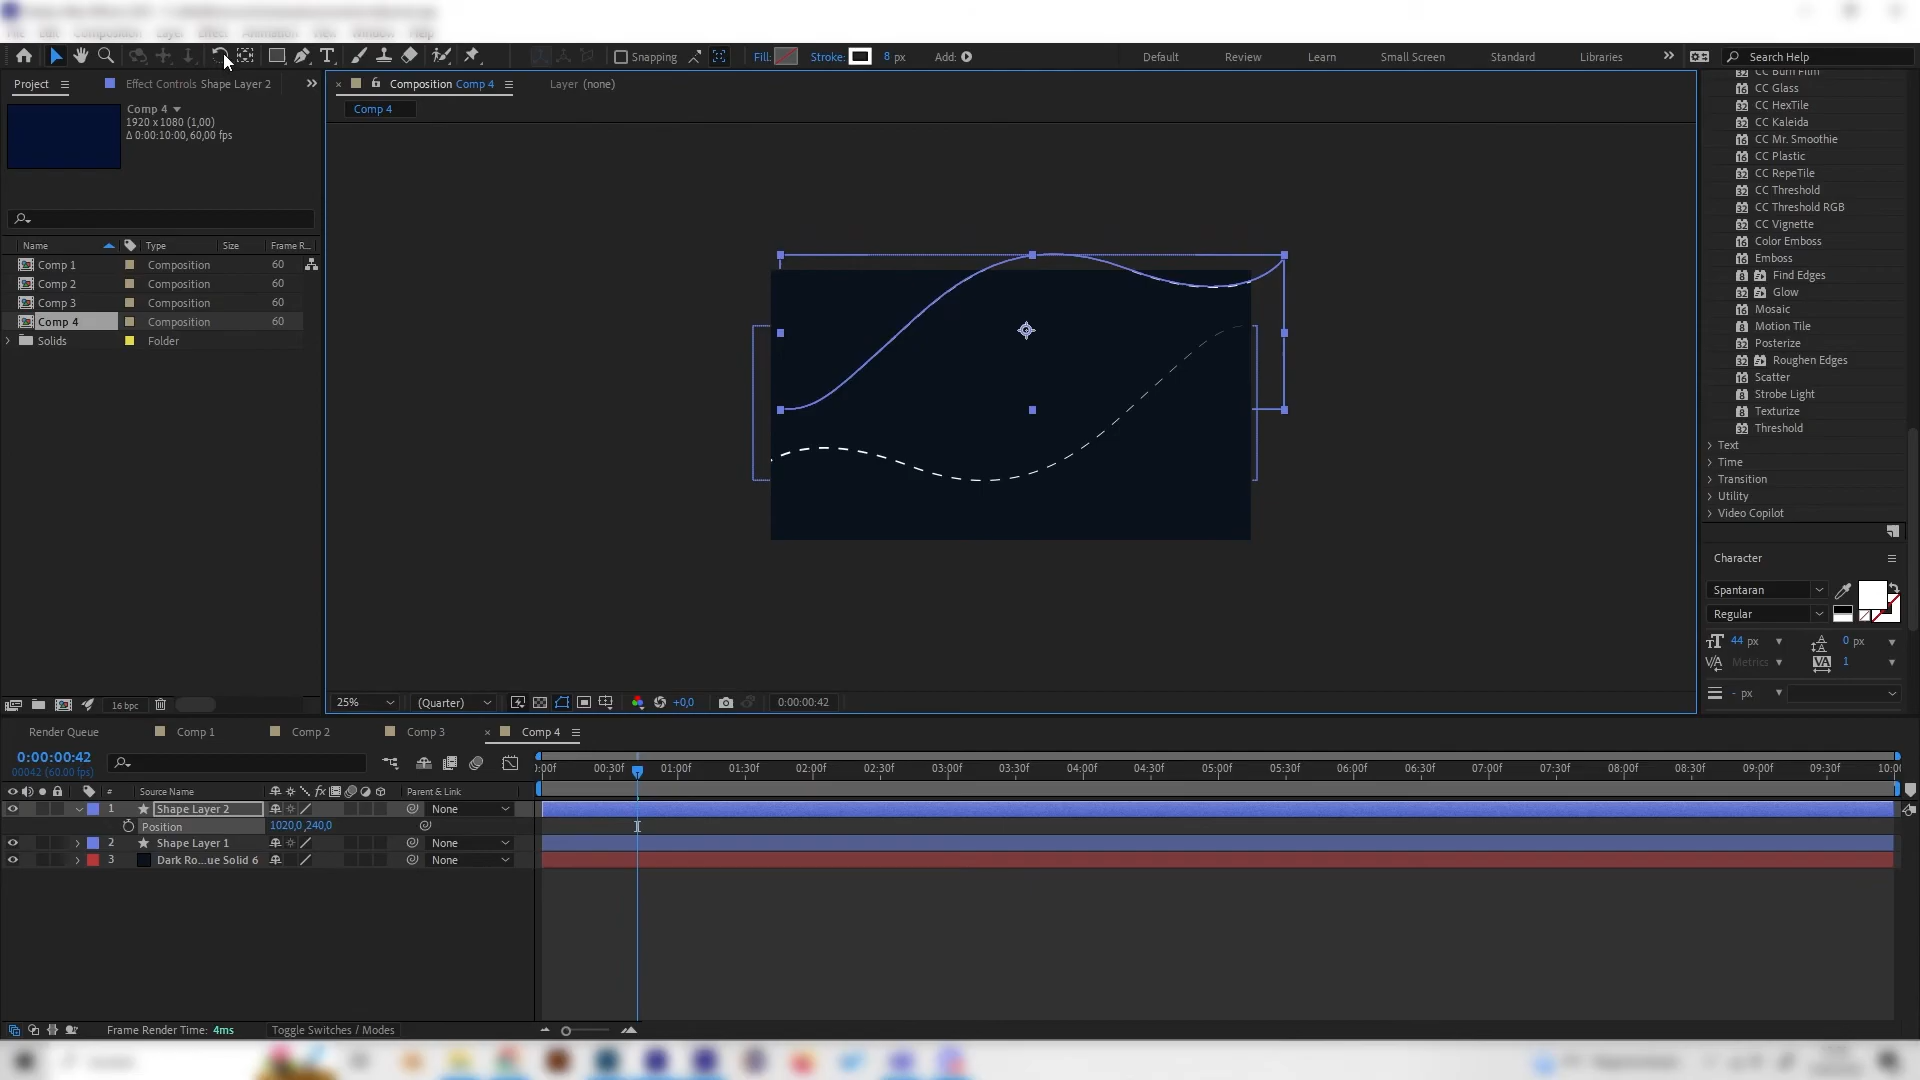 Snapping
Fill:
Stroke:
8 px
Add:
Default
Review
Learn
Small Screen
Standard
Libraries
Search Help
Project
Effect Controls Shape Layer 2
Composition Comp 4
Layer (none)
Comp 4
Comp 4
1920 x 1080 (1,00)
Δ 0:00:10:00, 60,00 fps
Name
Type
Size
Frame R...
Comp 1
Composition
60
Comp 2
Composition
60
Comp 3
Composition
60
Comp 4
Composition
60
Solids
Folder
CC Burn Film
CC Glass
CC HexTile
CC Kaleida
CC Mr. Smoothie
CC Plastic
CC RepeTile
CC Threshold
CC Threshold RGB
CC Vignette
Color Emboss
Emboss
Find Edges
Glow
Mosaic
Motion Tile
Posterize
Roughen Edges
Scatter
Strobe Light
Texturize
Threshold
Text
Time
Transition
Utility
Video Copilot
Character
Spantaran
Regular
44 px
0 px
Metrics
1
- px
16 bpc
25%
(Quarter)
+0,0
0:00:00:42
Render Queue
Comp 1
Comp 2
Comp 3
Comp 4
0:00:00:42
00042 (60.00 fps)
):00f
00:30f
01:00f
01:30f
02:00f
02:30f
03:00f
03:30f
04:00f
04:30f
05:00f
05:30f
06:00f
06:30f
07:00f
07:30f
08:00f
08:30f
09:00f
09:30f
10:00
#
Source Name
fx
Parent & Link
1
Shape Layer 2
None
Position
1020,0,240,0
2
Shape Layer 1
None
3
Dark Ro...ue Solid 6
None
Frame Render Time: 4ms
Toggle Switches / Modes